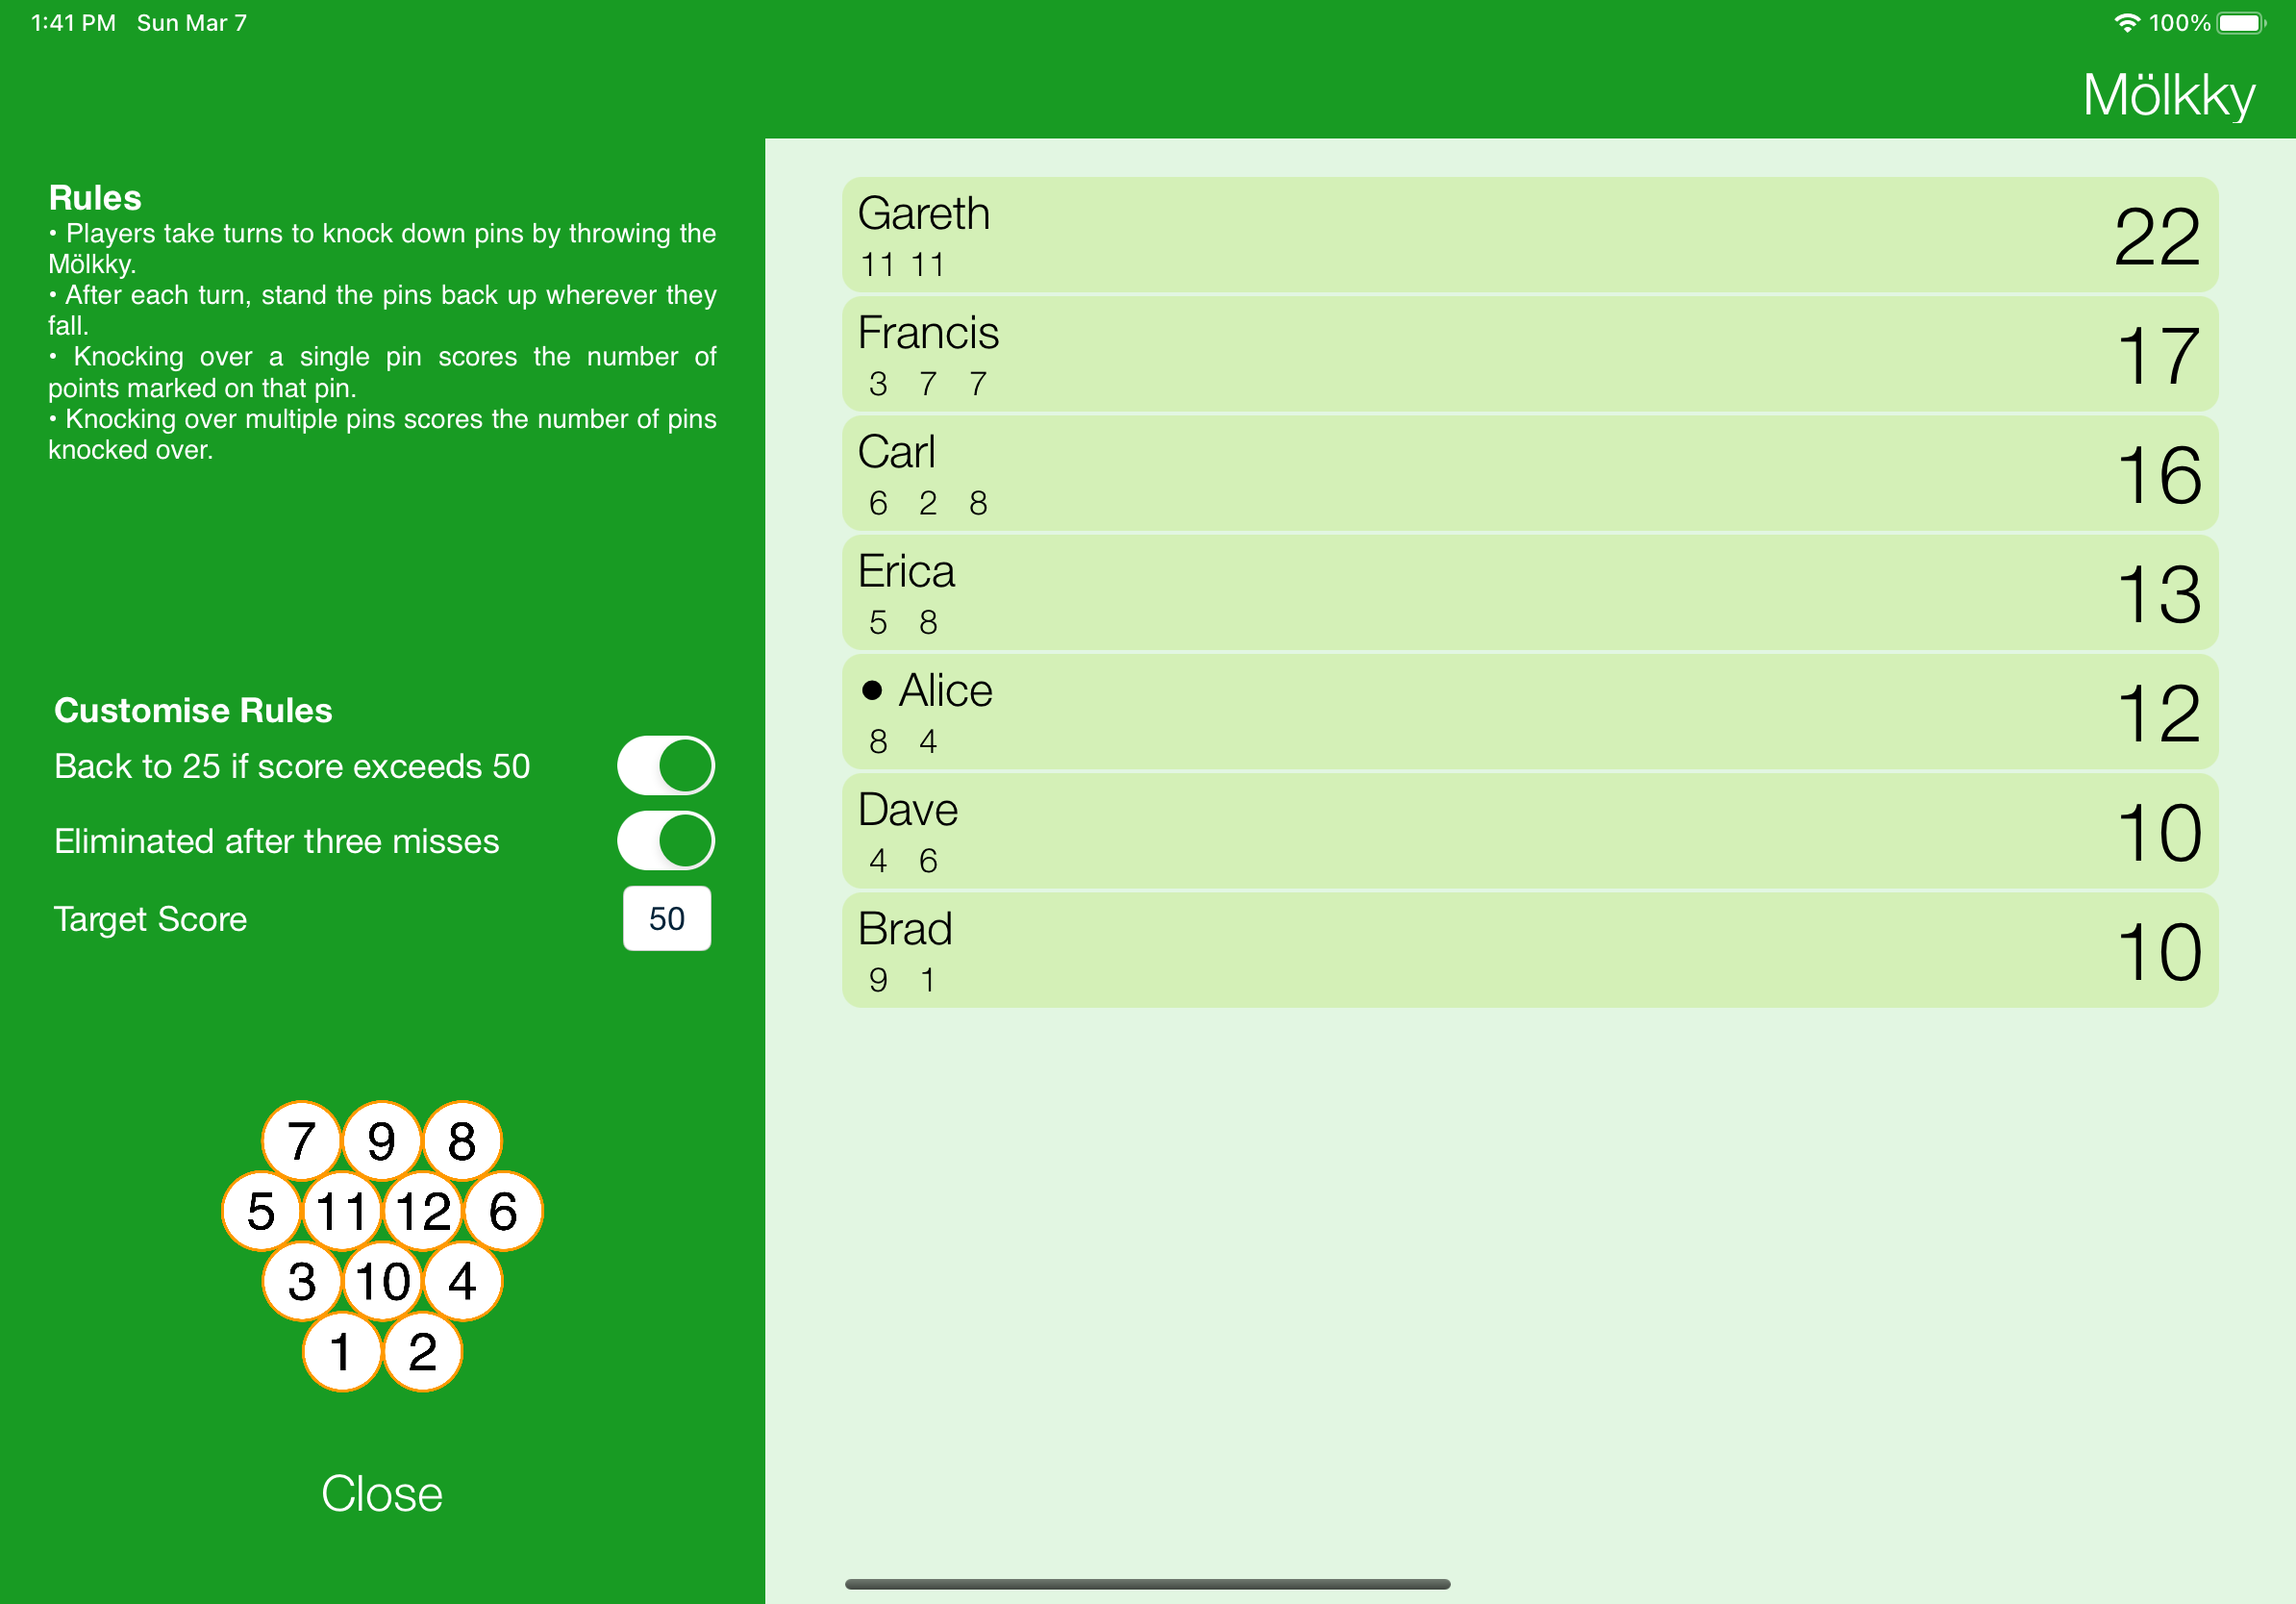 1:41 PM Sun Mar 7
100%
Mölkky
Rules
• Players take turns to knock down pins by throwing the
Mölkky.
• After each turn, stand the pins back up wherever they
fall.
• Knocking over a single pin scores the number of
points marked on that pin.
• Knocking over multiple pins scores the number of pins
knocked over.
Customise Rules
Back to 25 if score exceeds 50
Eliminated after three misses
Target Score 50
7 9 8
5 11 12 6
3 10 4
1 2
Close
Gareth
11 11
22
Francis
3 7 7
17
Carl
6 2 8
16
Erica
5 8
13
• Alice
8 4
12
Dave
4 6
10
Brad
9 1
10